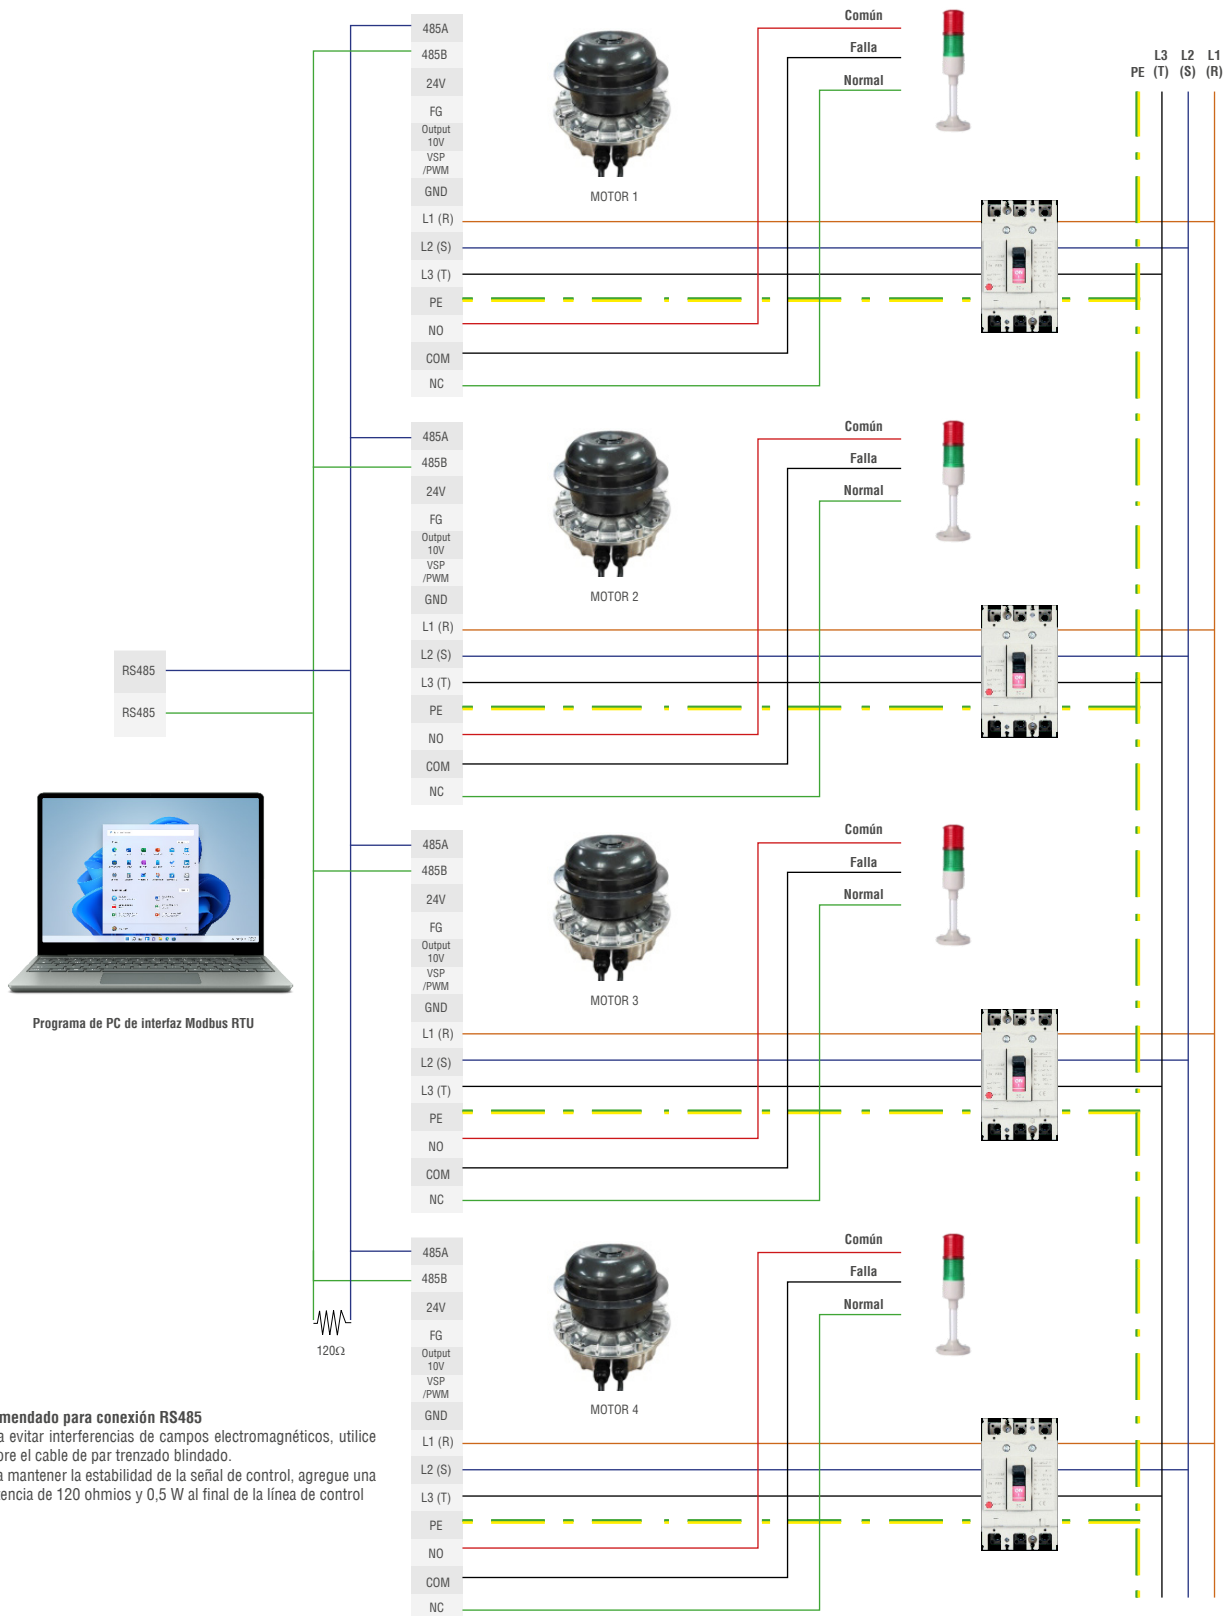 Común
Falla
Normal
L3
(T)
L2
(S)
L1
(R)
PE
485A
485B
24V
FG
Output
10V
VSP
/PWM
GND
L1 (R)
L2 (S)
L3 (T)
PE
NO
COM
NC
MOTOR 1
485A
485B
24V
FG
Output
10V
VSP
/PWM
GND
L1 (R)
L2 (S)
L3 (T)
PE
NO
COM
NC
MOTOR 2
Común
Falla
Normal
RS485
RS485
Programa de PC de interfaz Modbus RTU
485A
485B
24V
FG
Output
10V
VSP
/PWM
GND
L1 (R)
L2 (S)
L3 (T)
PE
NO
COM
NC
MOTOR 3
Común
Falla
Normal
485A
485B
24V
FG
Output
10V
VSP
/PWM
GND
L1 (R)
L2 (S)
L3 (T)
PE
NO
COM
NC
MOTOR 4
Común
Falla
Normal
120Ω
mendado para conexión RS485
a evitar interferencias de campos electromagnéticos, utilice
bre el cable de par trenzado blindado.
a mantener la estabilidad de la señal de control, agregue una
tencia de 120 ohmios y 0,5 W al final de la línea de control